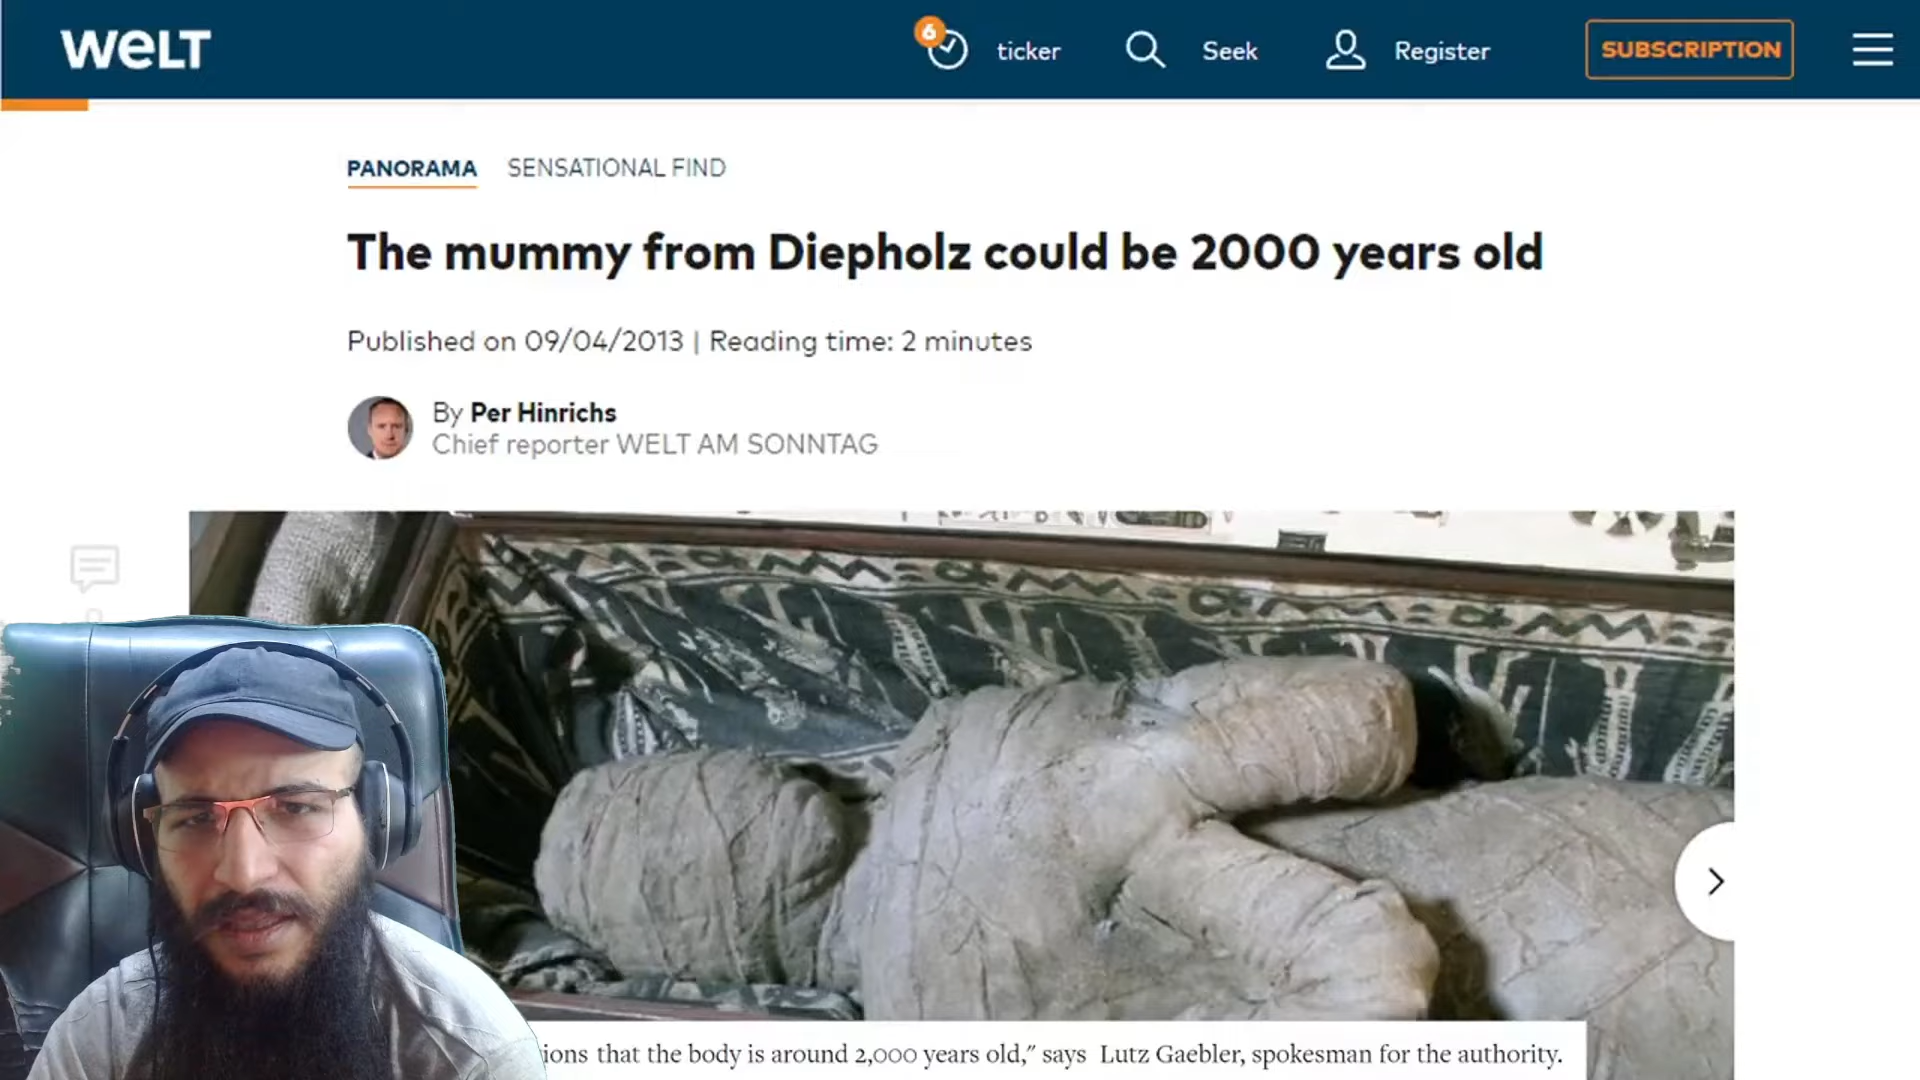 WELT
6
ticker
Seek
Register
SUBSCRIPTION
PANORAMA SENSATIONAL FIND
The mummy from Diepholz could be 2000 years old
Published on 09/04/2013 | Reading time: 2 minutes
By Per Hinrichs
Chief reporter WELT AM SONNTAG
ions that the body is around 2,000 years old," says Lutz Gaebler, spokesman for the authority.